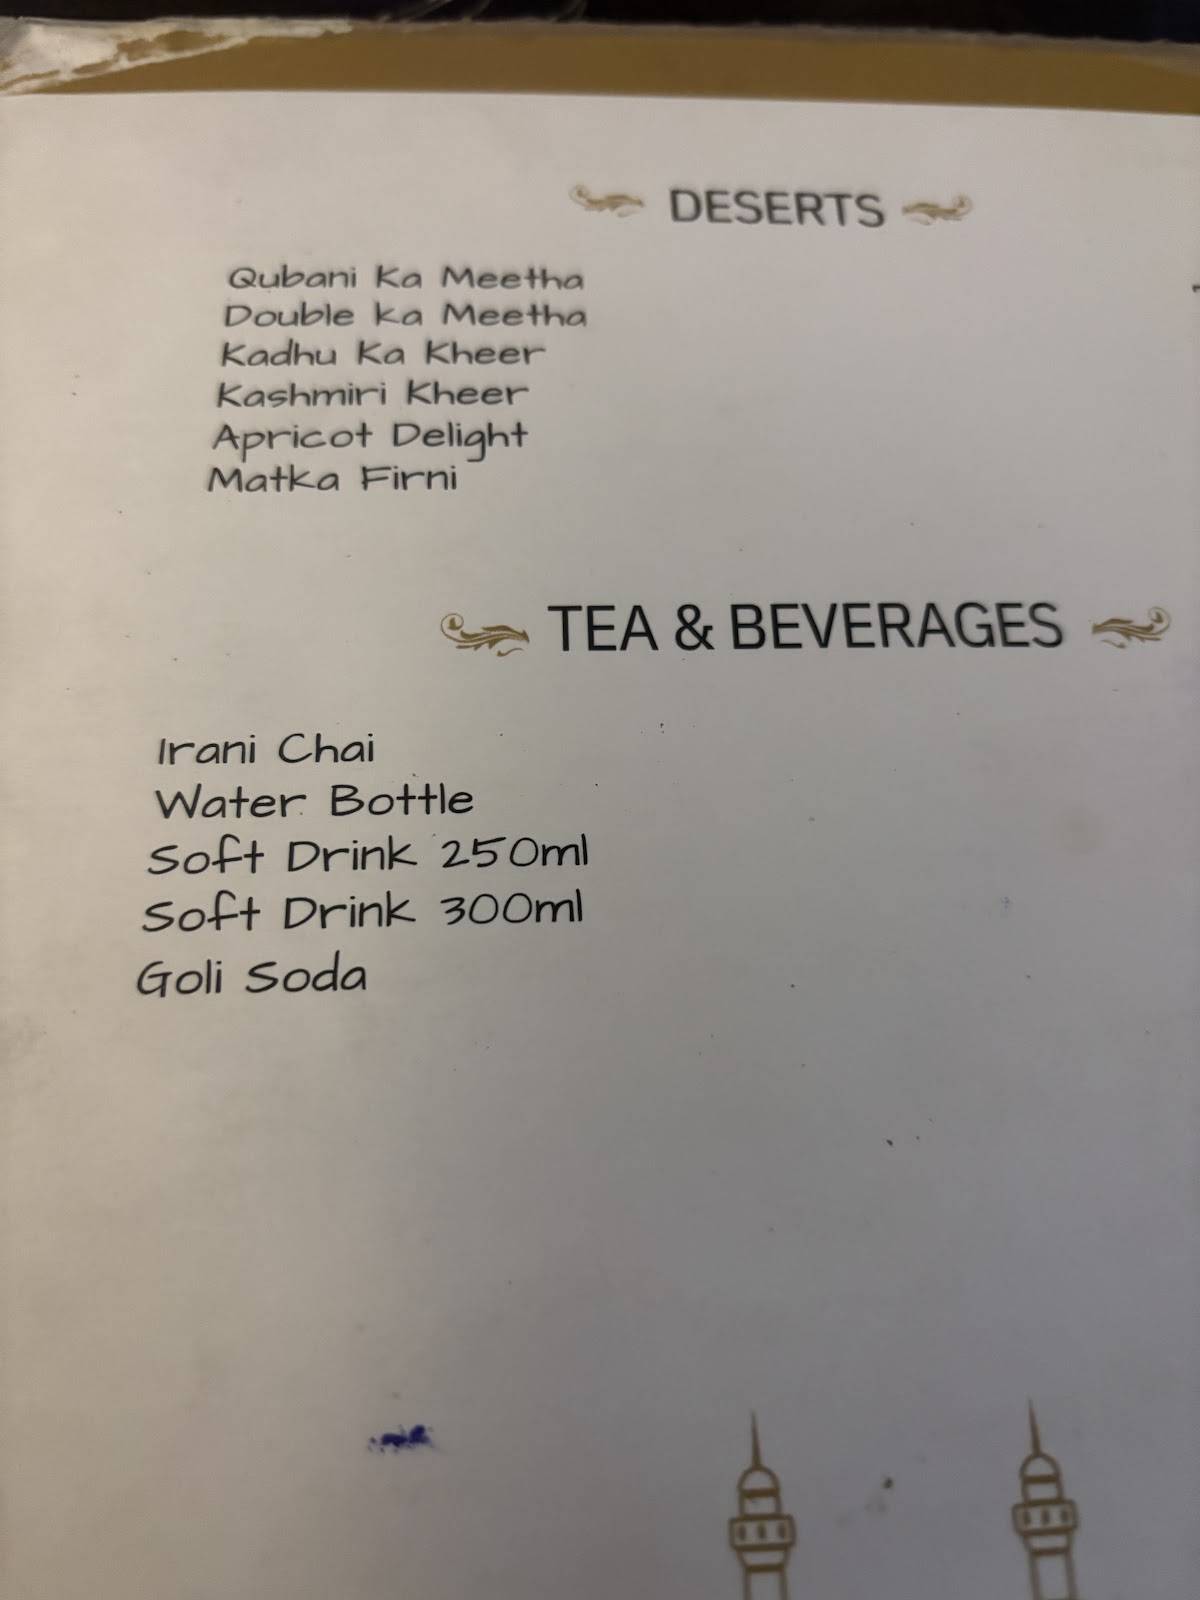 DESERTS
Qubani Ka Meetha
Double ka Meetha
Kadhu Ka Kheer
Kashmiri Kheer
Apricot Delight
Matka Firni
TEA & BEVERAGES
Irani Chai
Water Bottle
Soft Drink 250ml
Soft Drink 300ml
Goli Soda